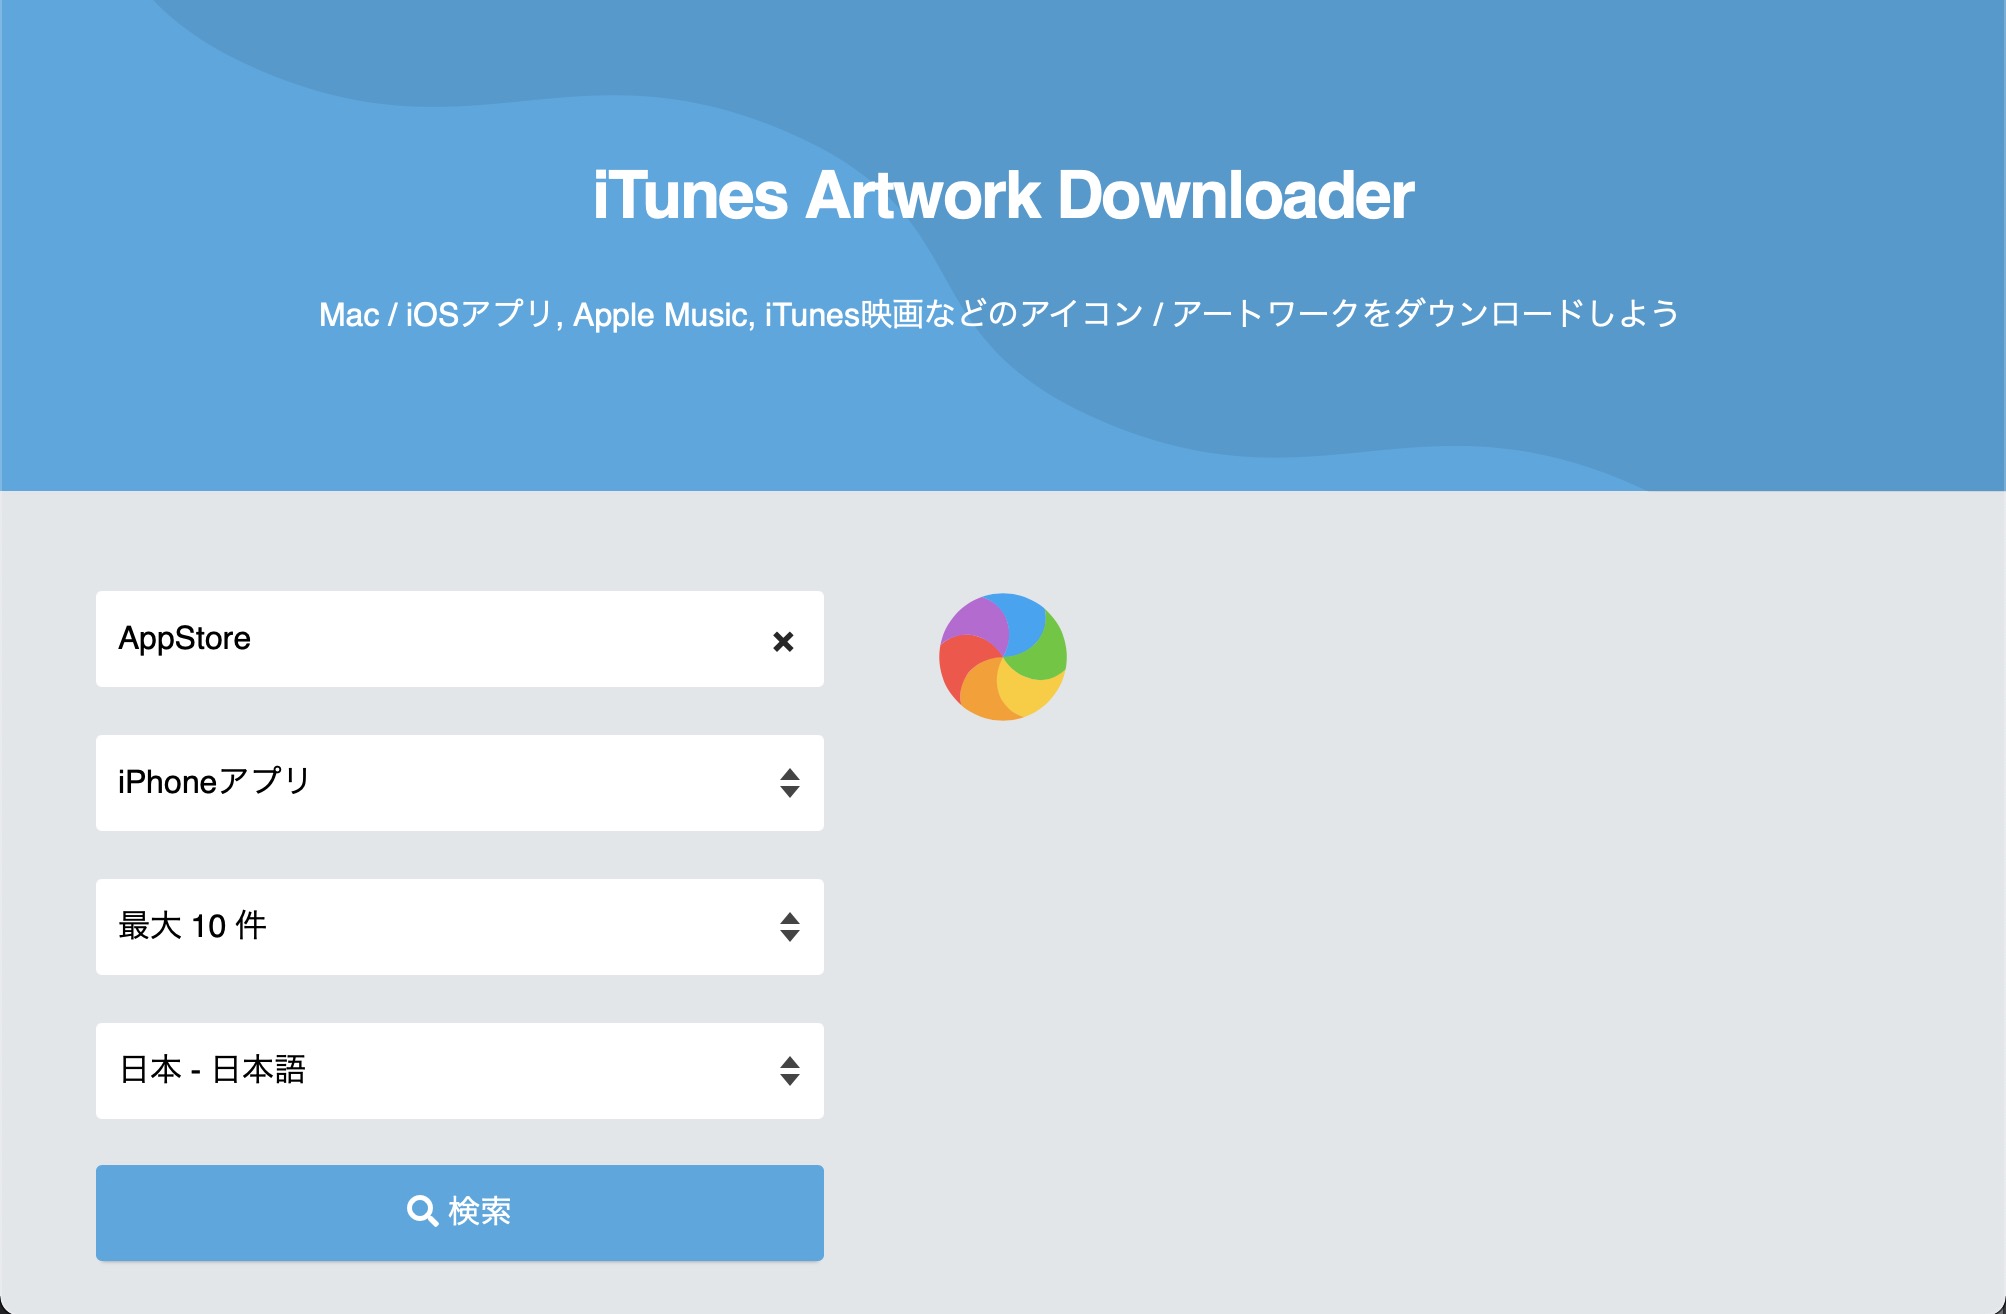 iTunes Artwork Downloader
Mac / iOSアプリ, Apple Music, iTunes映画などのアイコン / アートワークをダウンロードしよう
AppStore
iPhoneアプリ
最大 10 件
日本 - 日本語
検索